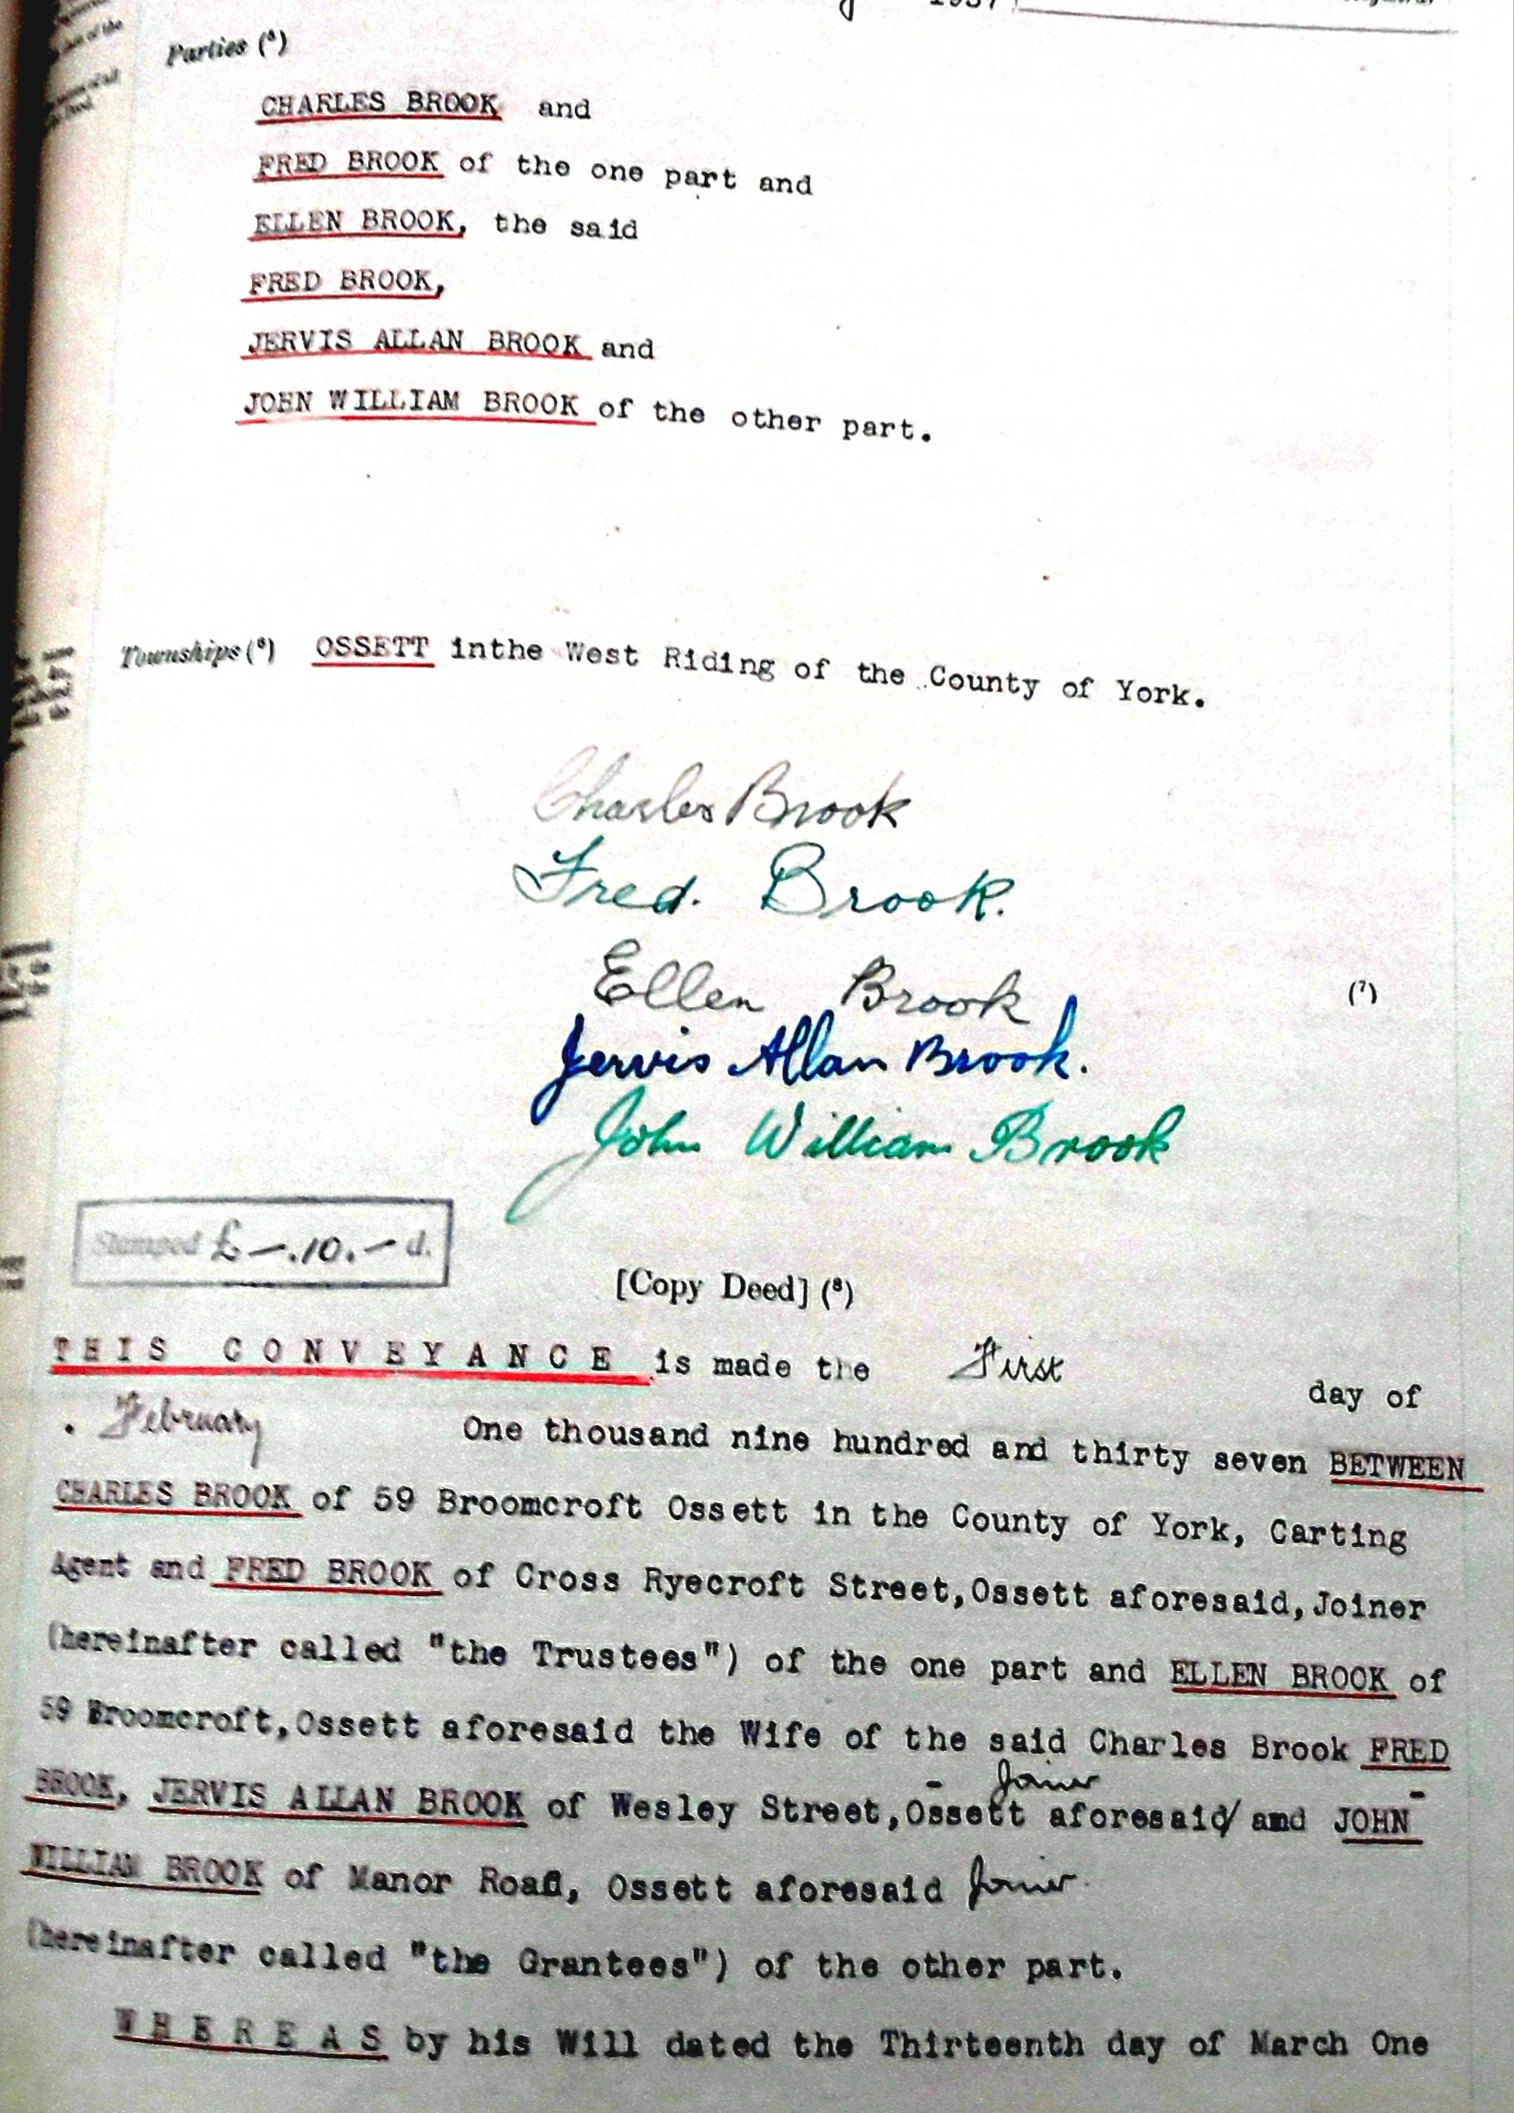 1937
Parties (⁵)
CHARLES BROOK and
FRED BROOK of the one part and
ELLEN BROOK, the said
FRED BROOK,
JERVIS ALLAN BROOK and
JOHN WILLIAM BROOK of the other part.
Townships (⁶) OSSETT inthe West Riding of the County of York.
Charles Brook
Fred. Brook.
Ellen Brook
(⁷)
Jervis Allan Brook.
John William Brook
Stamped £ -.10.- d.
[Copy Deed] (⁸)
THIS CONVEYANCE is made the First day of
February One thousand nine hundred and thirty seven BETWEEN
CHARLES BROOK of 59 Broomcroft Ossett in the County of York, Carting
Agent and FRED BROOK of Cross Ryecroft Street,Ossett aforesaid,Joiner
(hereinafter called "the Trustees") of the one part and ELLEN BROOK of
59 Broomcroft,Ossett aforesaid the Wife of the said Charles Brook FRED
Joiner
BROOK, JERVIS ALLAN BROOK of Wesley Street,Ossett aforesaid/ and JOHN
WILLIAM BROOK of Manor Road, Ossett aforesaid Joiner.
(hereinafter called "the Grantees") of the other part.
WHEREAS by his Will dated the Thirteenth day of March One